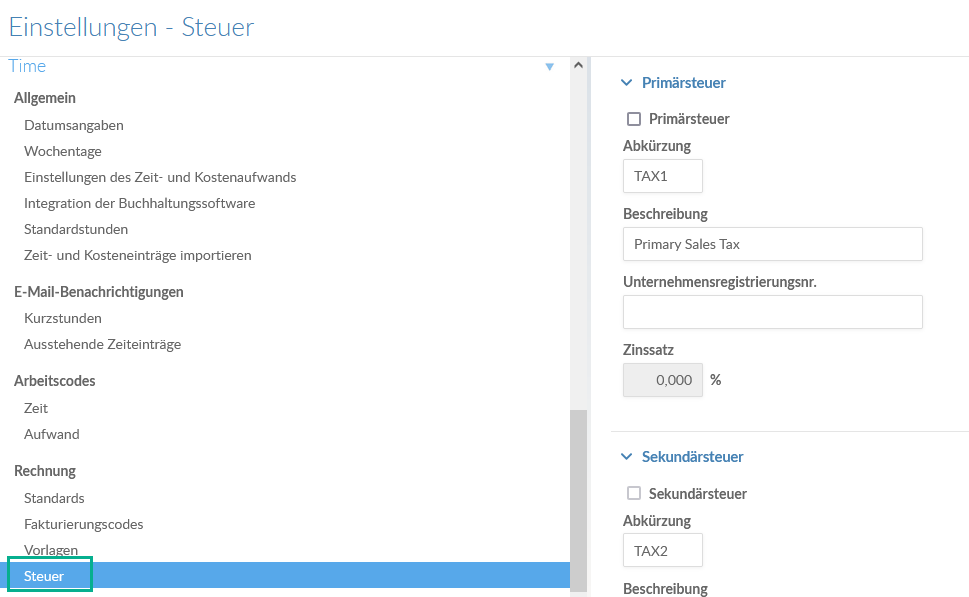 Einstellungen - Steuer
Time
Allgemein
Datumsangaben
Wochentage
Einstellungen des Zeit- und Kostenaufwands
Integration der Buchhaltungssoftware
Standardstunden
Zeit- und Kosteneinträge importieren
E-Mail-Benachrichtigungen
Kurzstunden
Ausstehende Zeiteinträge
Arbeitscodes
Zeit
Aufwand
Rechnung
Standards
Fakturierungscodes
Vorlagen
Steuer
Primärsteuer
Primärsteuer
Abkürzung
TAX1
Beschreibung
Primary Sales Tax
Unternehmensregistrierungsnr.
Zinssatz
0,000 %
Sekundärsteuer
Sekundärsteuer
Abkürzung
TAX2
Beschreibung